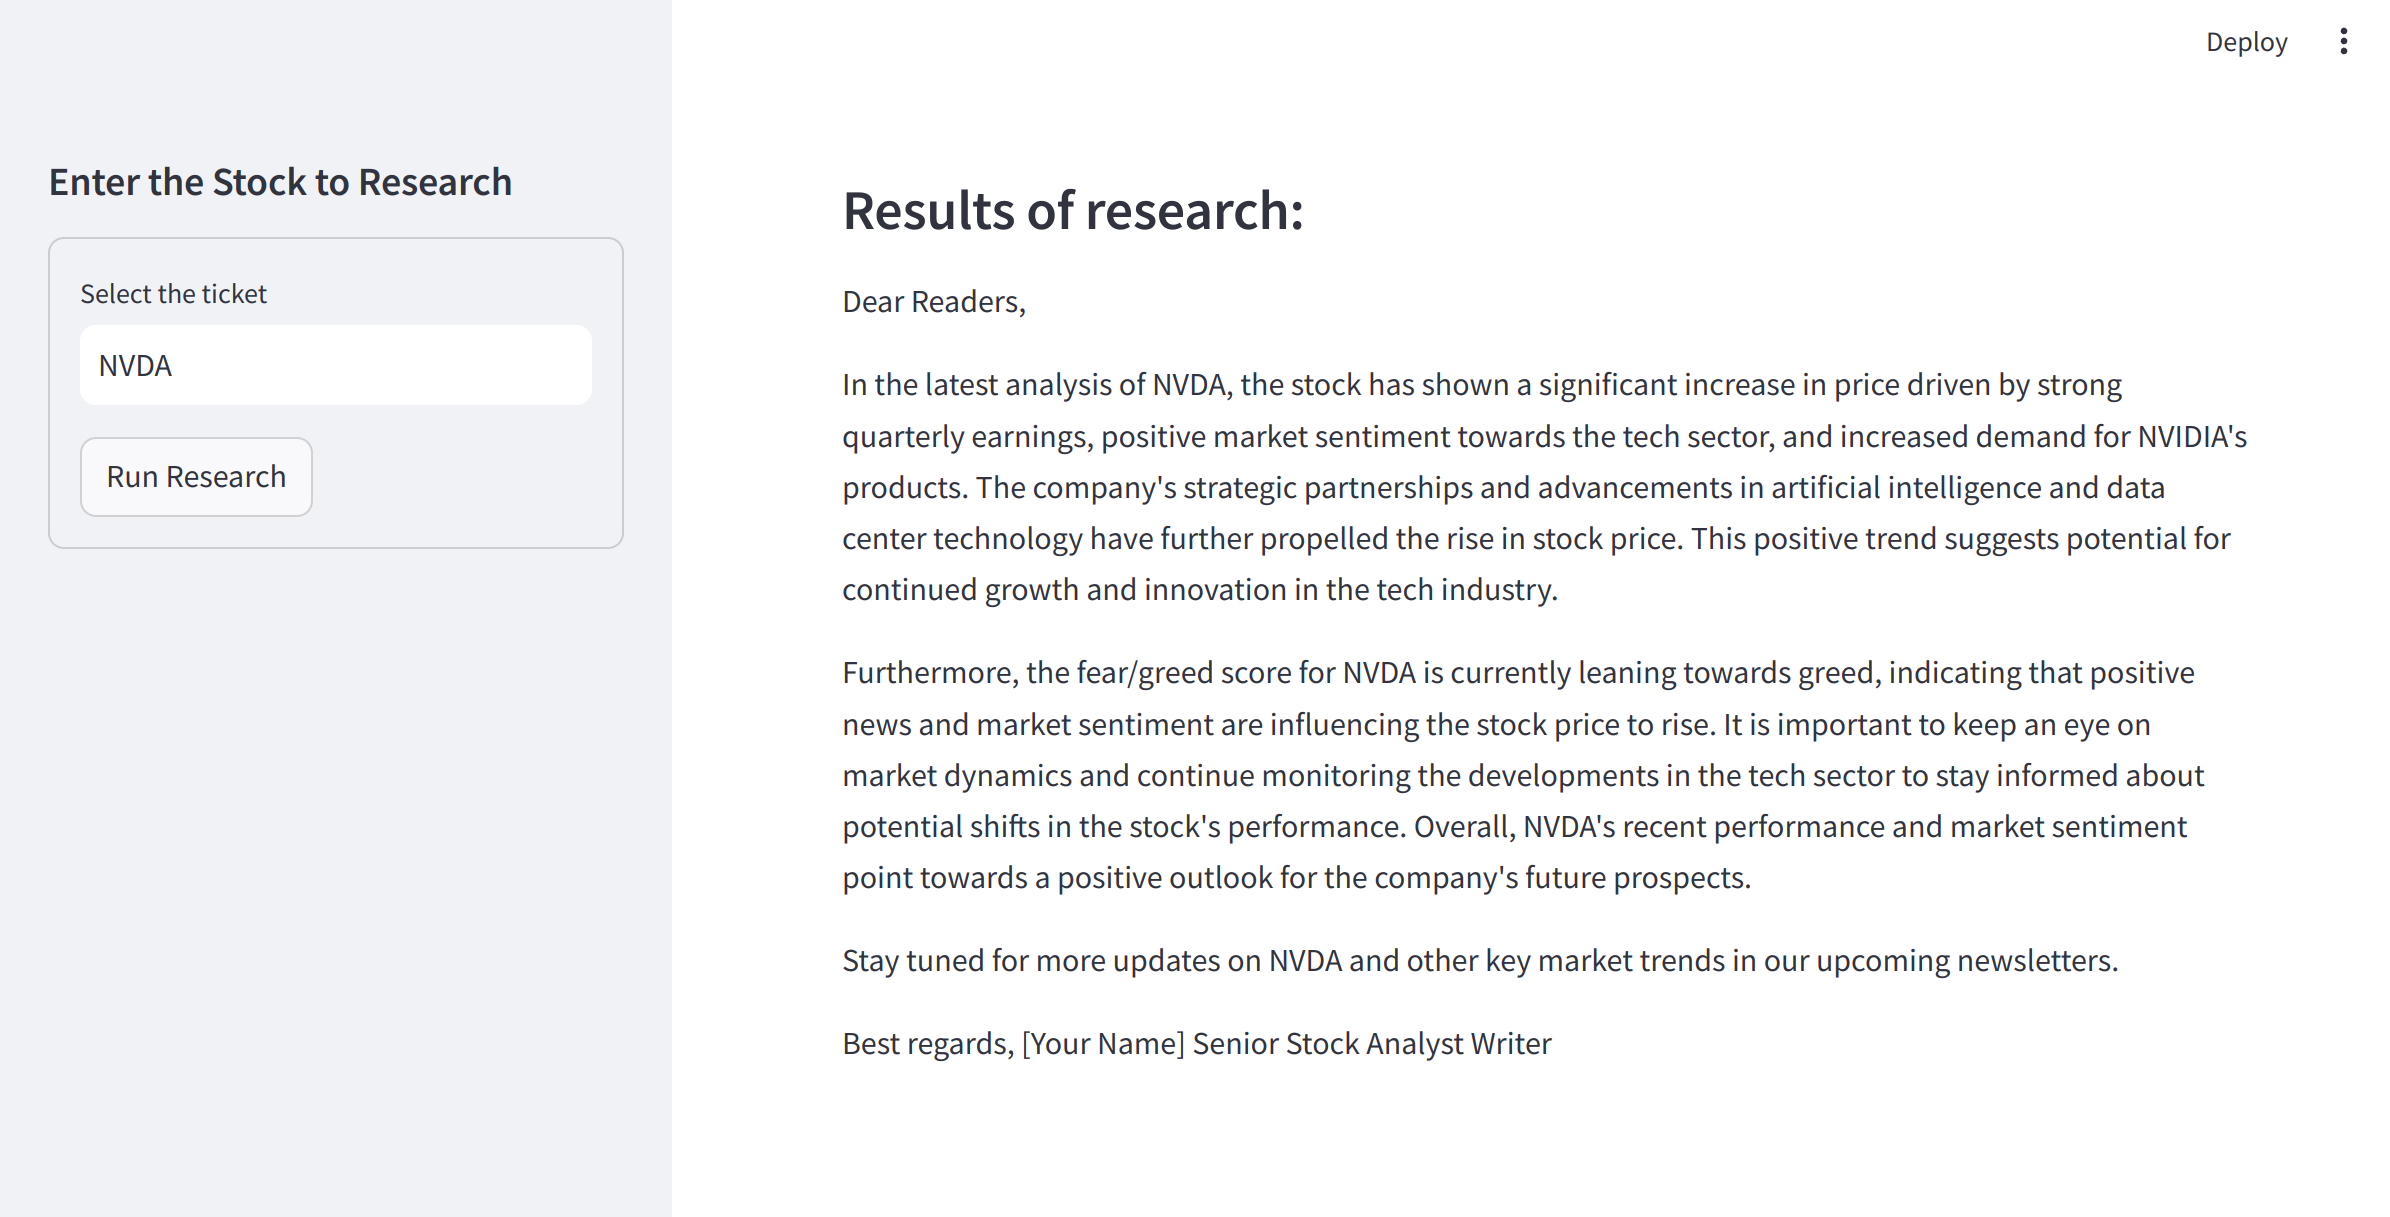 Deploy
Enter the Stock to Research
Select the ticket
NVDA
Run Research
Results of research:
Dear Readers,
In the latest analysis of NVDA, the stock has shown a significant increase in price driven by strong
quarterly earnings, positive market sentiment towards the tech sector, and increased demand for NVIDIA's
products. The company's strategic partnerships and advancements in artificial intelligence and data
center technology have further propelled the rise in stock price. This positive trend suggests potential for
continued growth and innovation in the tech industry.
Furthermore, the fear/greed score for NVDA is currently leaning towards greed, indicating that positive
news and market sentiment are influencing the stock price to rise. It is important to keep an eye on
market dynamics and continue monitoring the developments in the tech sector to stay informed about
potential shifts in the stock's performance. Overall, NVDA's recent performance and market sentiment
point towards a positive outlook for the company's future prospects.
Stay tuned for more updates on NVDA and other key market trends in our upcoming newsletters.
Best regards, [Your Name] Senior Stock Analyst Writer